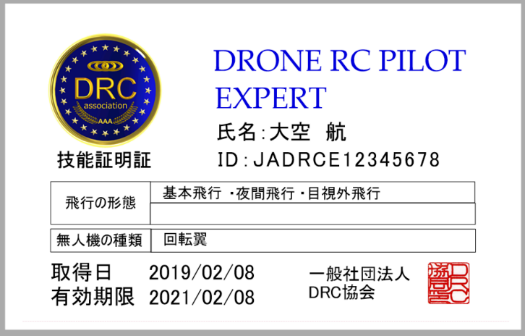 DRC
association
AAA
技能証明証
DRONE RC PILOT
EXPERT
氏名：大空　航
ID：JADRCE12345678
飛行の形態
基本飛行・夜間飛行・目視外飛行
無人機の種類
回転翼
取得日　2019/02/08
有効期限　2021/02/08
一般社団法人
DRC協会
DRC